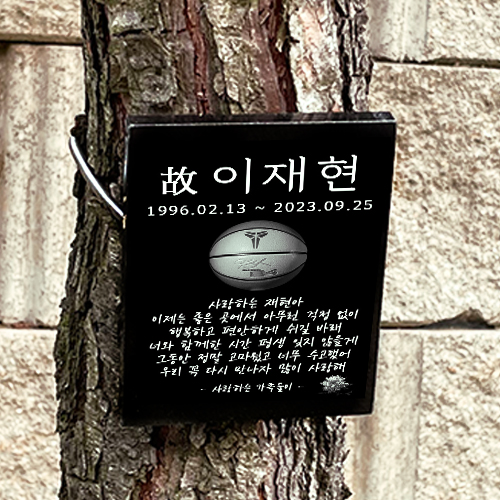 故 이재현
1996.02.13 ~ 2023.09.25
사랑하는 재현아
이제는 좋은 곳에서 아무런 걱정 없이
행복하고 편안하게 쉬길 바래
너와 함께한 시간 평생 잊지 않을게
그동안 정말 고마웠고 너무 수고했어
우리 꼭 다시 만나자 많이 사랑해
- 사랑하는 가족들이 -